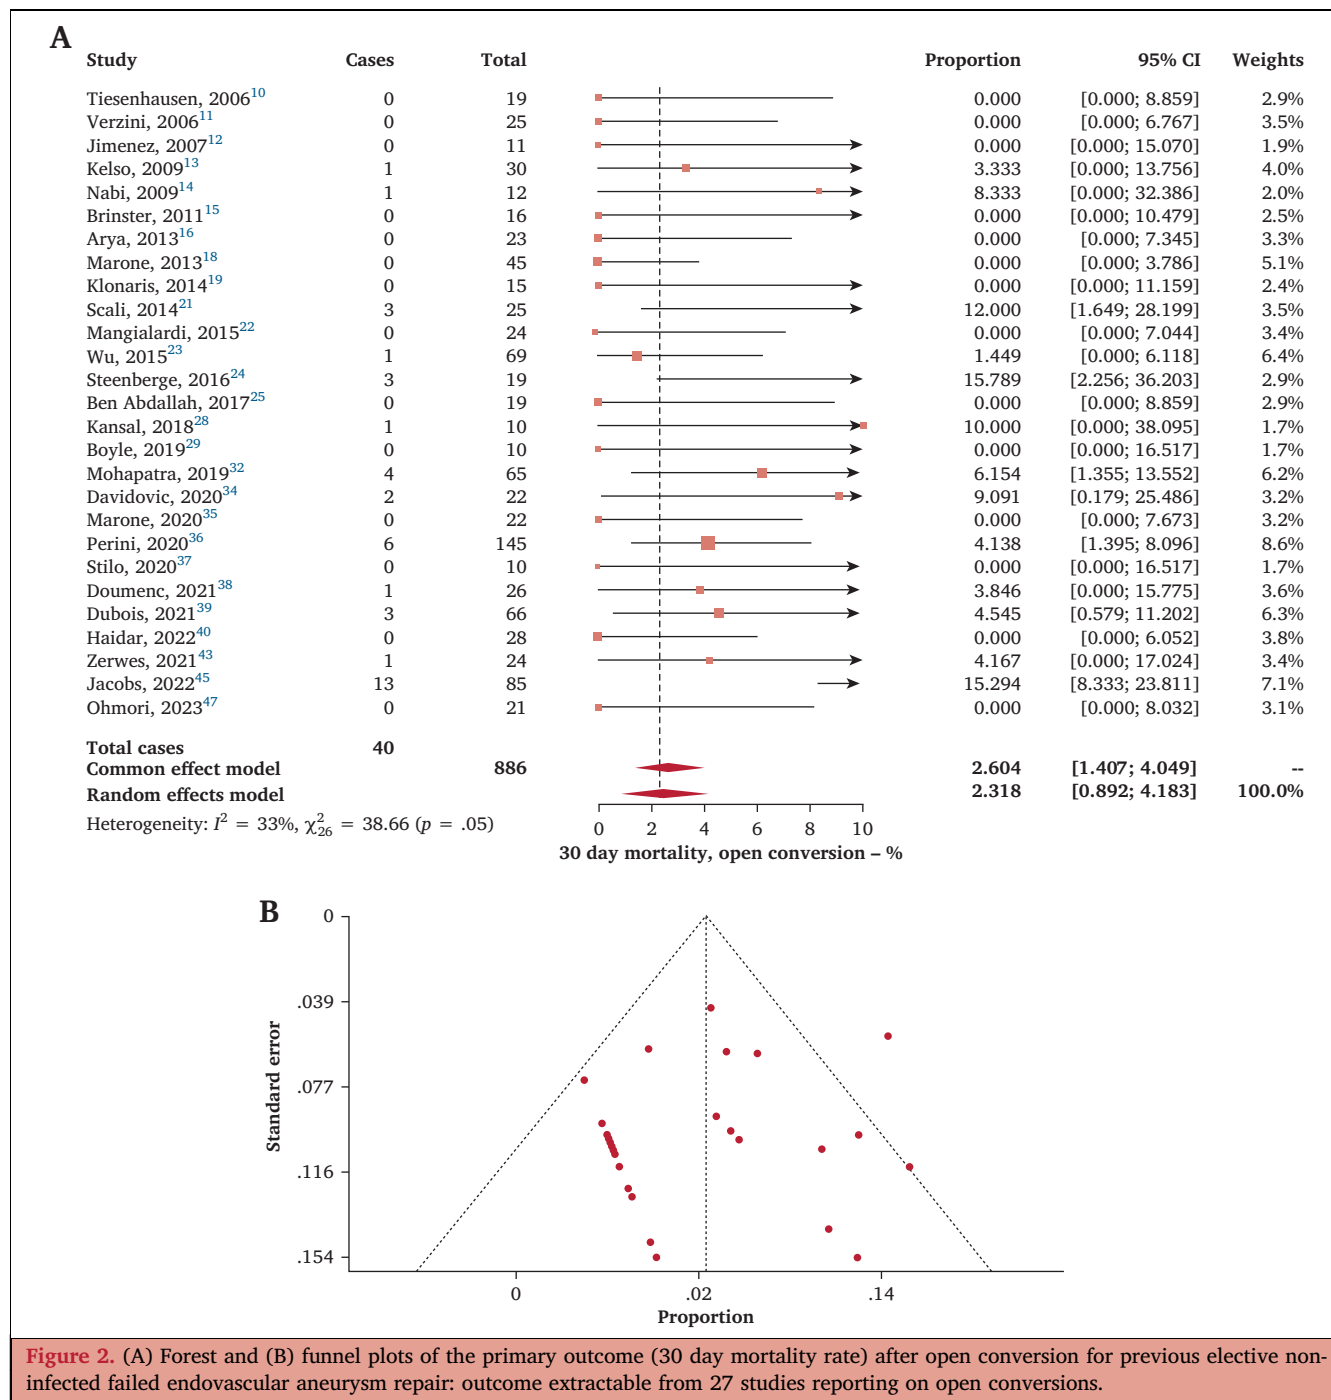 A
Study Cases Total Proportion 95% CI Weights
Tiesenhausen, 2006¹⁰ 0 19 0.000 [0.000; 8.859] 2.9%
Verzini, 2006¹¹ 0 25 0.000 [0.000; 6.767] 3.5%
Jimenez, 2007¹² 0 11 0.000 [0.000; 15.070] 1.9%
Kelso, 2009¹³ 1 30 3.333 [0.000; 13.756] 4.0%
Nabi, 2009¹⁴ 1 12 8.333 [0.000; 32.386] 2.0%
Brinster, 2011¹⁵ 0 16 0.000 [0.000; 10.479] 2.5%
Arya, 2013¹⁶ 0 23 0.000 [0.000; 7.345] 3.3%
Marone, 2013¹⁸ 0 45 0.000 [0.000; 3.786] 5.1%
Klonaris, 2014¹⁹ 0 15 0.000 [0.000; 11.159] 2.4%
Scali, 2014²¹ 3 25 12.000 [1.649; 28.199] 3.5%
Mangialardi, 2015²² 0 24 0.000 [0.000; 7.044] 3.4%
Wu, 2015²³ 1 69 1.449 [0.000; 6.118] 6.4%
Steenberge, 2016²⁴ 3 19 15.789 [2.256; 36.203] 2.9%
Ben Abdallah, 2017²⁵ 0 19 0.000 [0.000; 8.859] 2.9%
Kansal, 2018²⁸ 1 10 10.000 [0.000; 38.095] 1.7%
Boyle, 2019²⁹ 0 10 0.000 [0.000; 16.517] 1.7%
Mohapatra, 2019³² 4 65 6.154 [1.355; 13.552] 6.2%
Davidovic, 2020³⁴ 2 22 9.091 [0.179; 25.486] 3.2%
Marone, 2020³⁵ 0 22 0.000 [0.000; 7.673] 3.2%
Perini, 2020³⁶ 6 145 4.138 [1.395; 8.096] 8.6%
Stilo, 2020³⁷ 0 10 0.000 [0.000; 16.517] 1.7%
Doumenc, 2021³⁸ 1 26 3.846 [0.000; 15.775] 3.6%
Dubois, 2021³⁹ 3 66 4.545 [0.579; 11.202] 6.3%
Haidar, 2022⁴⁰ 0 28 0.000 [0.000; 6.052] 3.8%
Zerwes, 2021⁴³ 1 24 4.167 [0.000; 17.024] 3.4%
Jacobs, 2022⁴⁵ 13 85 15.294 [8.333; 23.811] 7.1%
Ohmori, 2023⁴⁷ 0 21 0.000 [0.000; 8.032] 3.1%
Total cases 40
Common effect model 886 2.604 [1.407; 4.049] --
Random effects model 2.318 [0.892; 4.183] 100.0%
Heterogeneity: I² = 33%, χ²₂₆ = 38.66 (p = .05)
0 2 4 6 8 10
30 day mortality, open conversion – %
B
Standard error
0
.039
.077
.116
.154
0 .02 .14
Proportion
Figure 2. (A) Forest and (B) funnel plots of the primary outcome (30 day mortality rate) after open conversion for previous elective non-
infected failed endovascular aneurysm repair: outcome extractable from 27 studies reporting on open conversions.